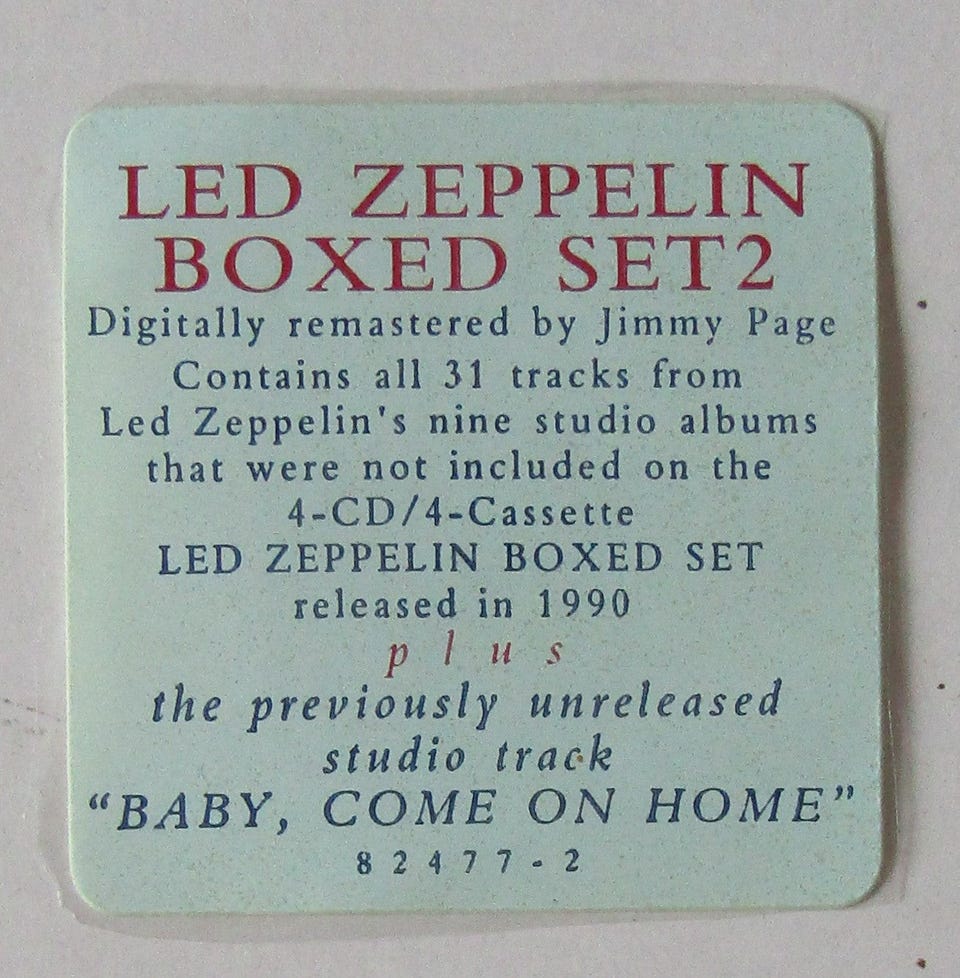 LED ZEPPELIN
BOXED SET2
Digitally remastered by Jimmy Page
Contains all 31 tracks from
Led Zeppelin's nine studio albums
that were not included on the
4-CD/4-Cassette
LED ZEPPELIN BOXED SET
released in 1990
plus
the previously unreleased
studio track
“BABY, COME ON HOME”
82477-2